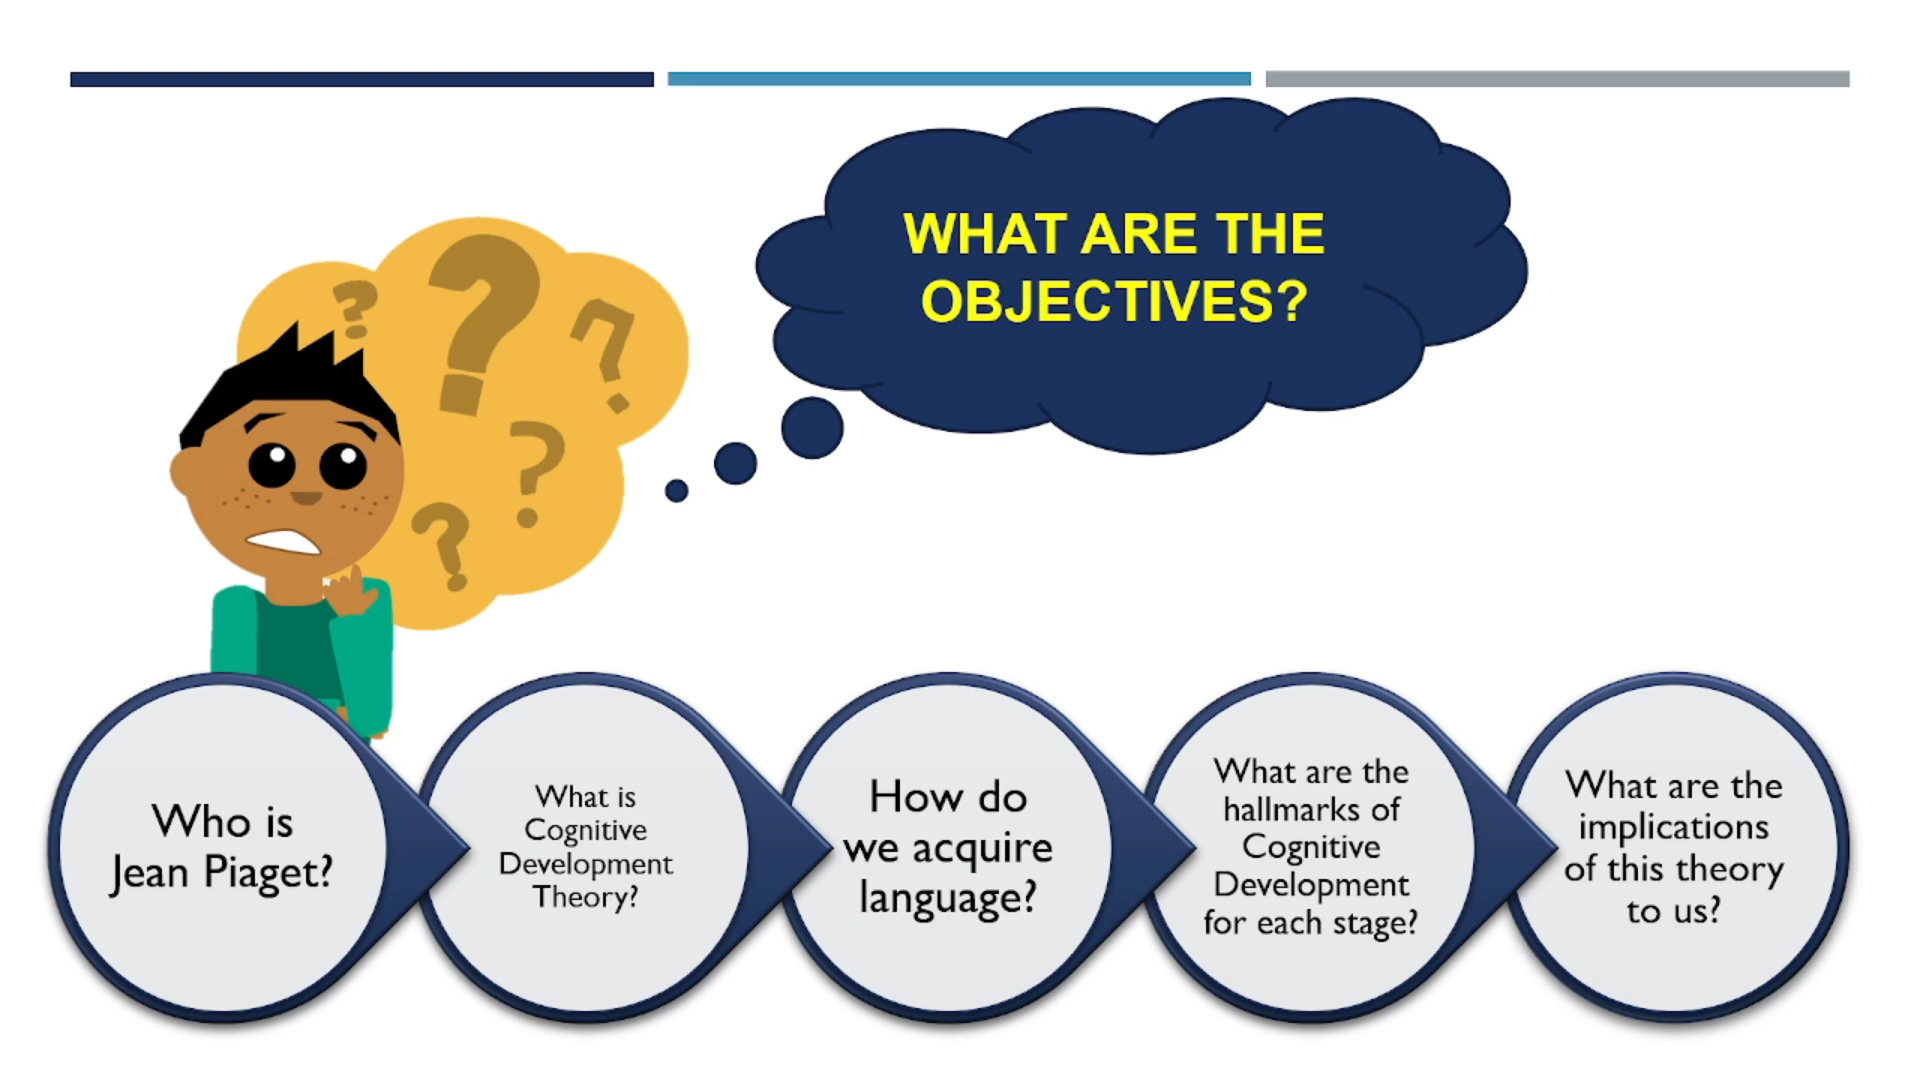 WHAT ARE THE
OBJECTIVES?
? ? ? ? ?
Who is
Jean Piaget?
What is
Cognitive
Development
Theory?
How do
we acquire
language?
What are the
hallmarks of
Cognitive
Development
for each stage?
What are the
implications
of this theory
to us?